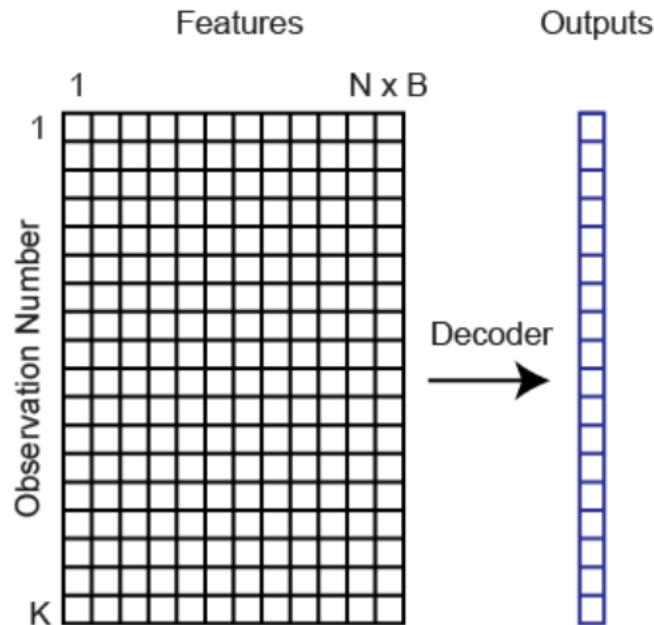 Features
Outputs
1
N x B
1
Observation Number
Decoder
K